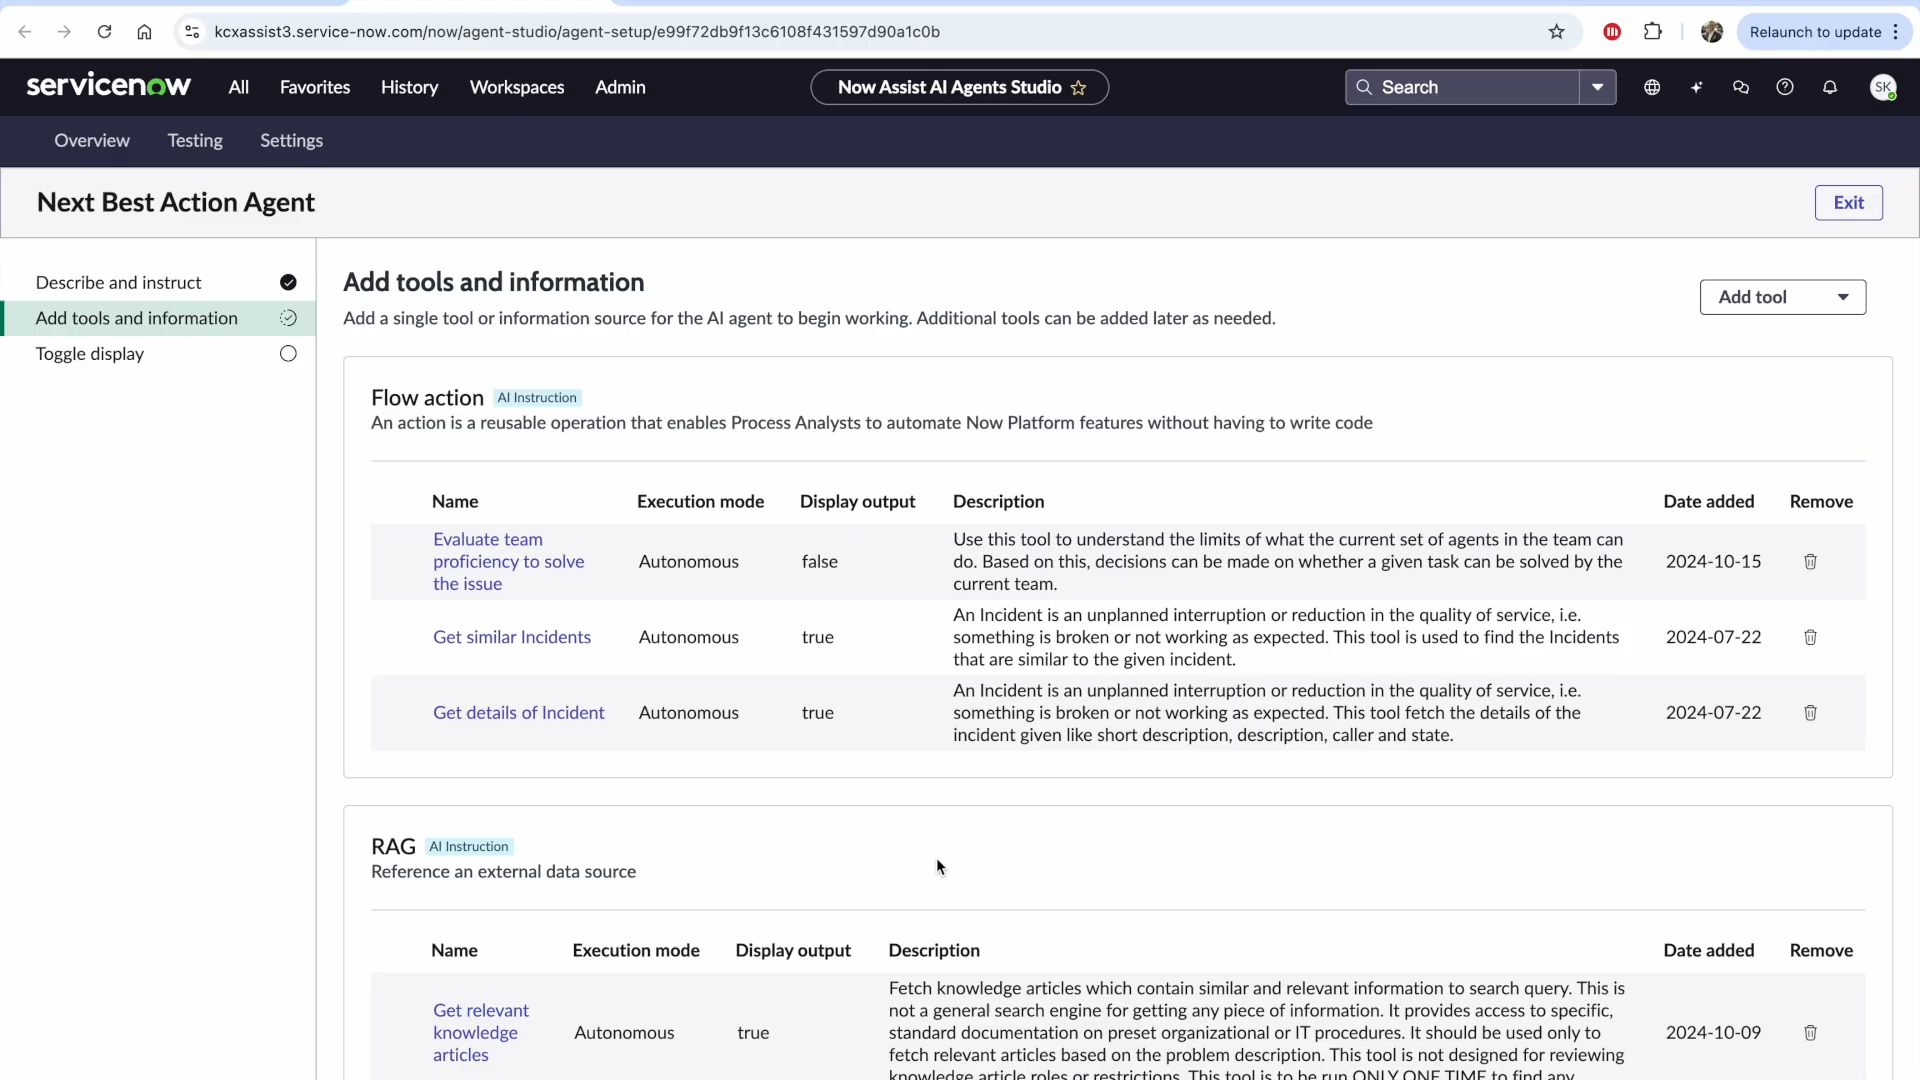 kcxassist3.service-now.com/now/agent-studio/agent-setup/e99f72db9f13c6108f431597d90a1c0b
Relaunch to update
servicenow
All
Favorites
History
Workspaces
Admin
Now Assist AI Agents Studio
Search
SK
Overview
Testing
Settings
Next Best Action Agent
Exit
Describe and instruct
Add tools and information
Toggle display
Add tools and information
Add a single tool or information source for the AI agent to begin working. Additional tools can be added later as needed.
Add tool
Flow action AI Instruction
An action is a reusable operation that enables Process Analysts to automate Now Platform features without having to write code
Name Execution mode Display output Description Date added Remove
Evaluate team
proficiency to solve
the issue
Autonomous
false
Use this tool to understand the limits of what the current set of agents in the team can
do. Based on this, decisions can be made on whether a given task can be solved by the
current team.
2024-10-15
Get similar Incidents
Autonomous
true
An Incident is an unplanned interruption or reduction in the quality of service, i.e.
something is broken or not working as expected. This tool is used to find the Incidents
that are similar to the given incident.
2024-07-22
Get details of Incident
Autonomous
true
An Incident is an unplanned interruption or reduction in the quality of service, i.e.
something is broken or not working as expected. This tool fetch the details of the
incident given like short description, description, caller and state.
2024-07-22
RAG AI Instruction
Reference an external data source
Name Execution mode Display output Description Date added Remove
Get relevant
knowledge
articles
Autonomous
true
Fetch knowledge articles which contain similar and relevant information to search query. This is
not a general search engine for getting any piece of information. It provides access to specific,
standard documentation on preset organizational or IT procedures. It should be used only to
fetch relevant articles based on the problem description. This tool is not designed for reviewing
knowledge article roles or restrictions. This tool is to be run ONLY ONE TIME to find any
2024-10-09